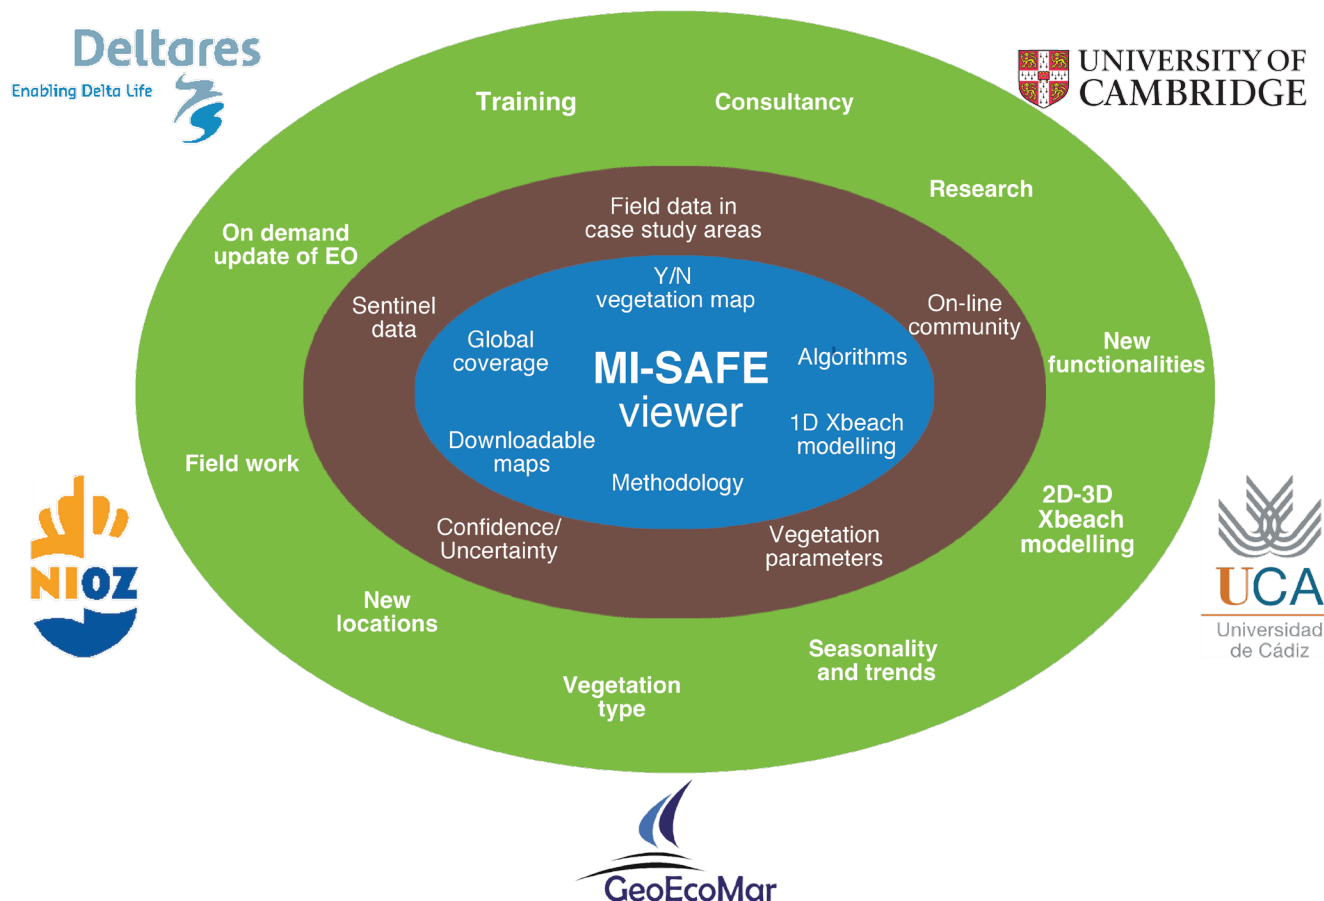 Deltares
Enabling Delta Life
UNIVERSITY OF
CAMBRIDGE
Training
Consultancy
Research
On demand
update of EO
New
functionalities
Field work
2D-3D
Xbeach
modelling
New
locations
Seasonality
and trends
Vegetation
type
Field data in
case study areas
Sentinel
data
On-line
community
Confidence/
Uncertainty
Vegetation
parameters
Y/N
vegetation map
Global
coverage
Algorithms
MI-SAFE
viewer
1D Xbeach
modelling
Downloadable
maps
Methodology
NIOZ
UCA
Universidad
de Cádiz
GeoEcoMar